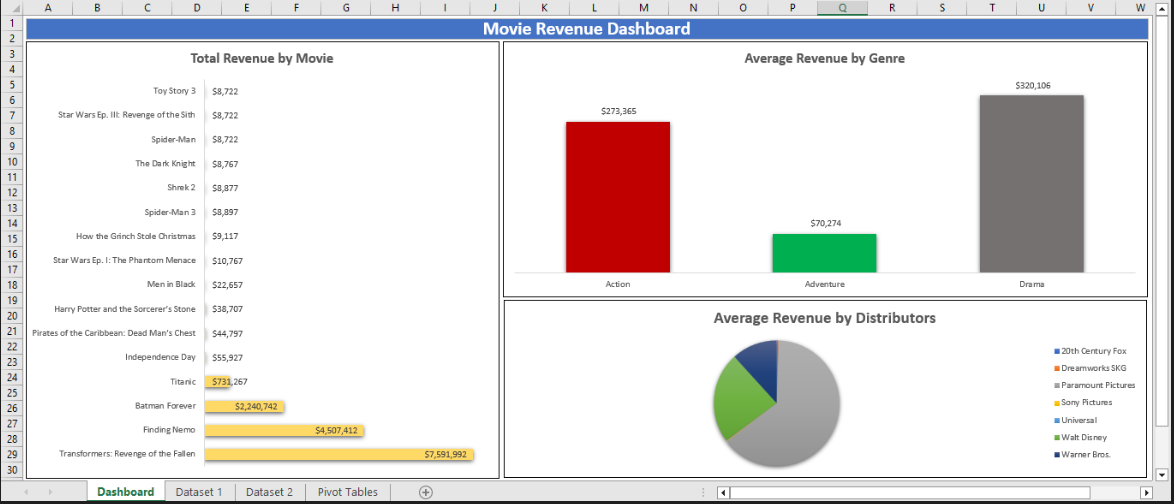 A B C D E F G H I J K L M N O P Q R S T U V W
1
2
3
4
5
6
7
8
9
10
11
12
13
14
15
16
17
18
19
20
21
22
23
24
25
26
27
28
29
30
Movie Revenue Dashboard
Total Revenue by Movie
Toy Story 3 $8,722
Star Wars Ep. III: Revenge of the Sith $8,722
Spider-Man $8,722
The Dark Knight $8,767
Shrek 2 $8,877
Spider-Man 3 $8,897
How the Grinch Stole Christmas $9,117
Star Wars Ep. I: The Phantom Menace $10,767
Men in Black $22,657
Harry Potter and the Sorcerer's Stone $38,707
Pirates of the Caribbean: Dead Man's Chest $44,797
Independence Day $55,927
Titanic $731,267
Batman Forever $2,240,742
Finding Nemo $4,507,412
Transformers: Revenge of the Fallen $7,591,992
Average Revenue by Genre
$273,365
$70,274
$320,106
Action Adventure Drama
Average Revenue by Distributors
20th Century Fox
Dreamworks SKG
Paramount Pictures
Sony Pictures
Universal
Walt Disney
Warner Bros.
Dashboard Dataset 1 Dataset 2 Pivot Tables